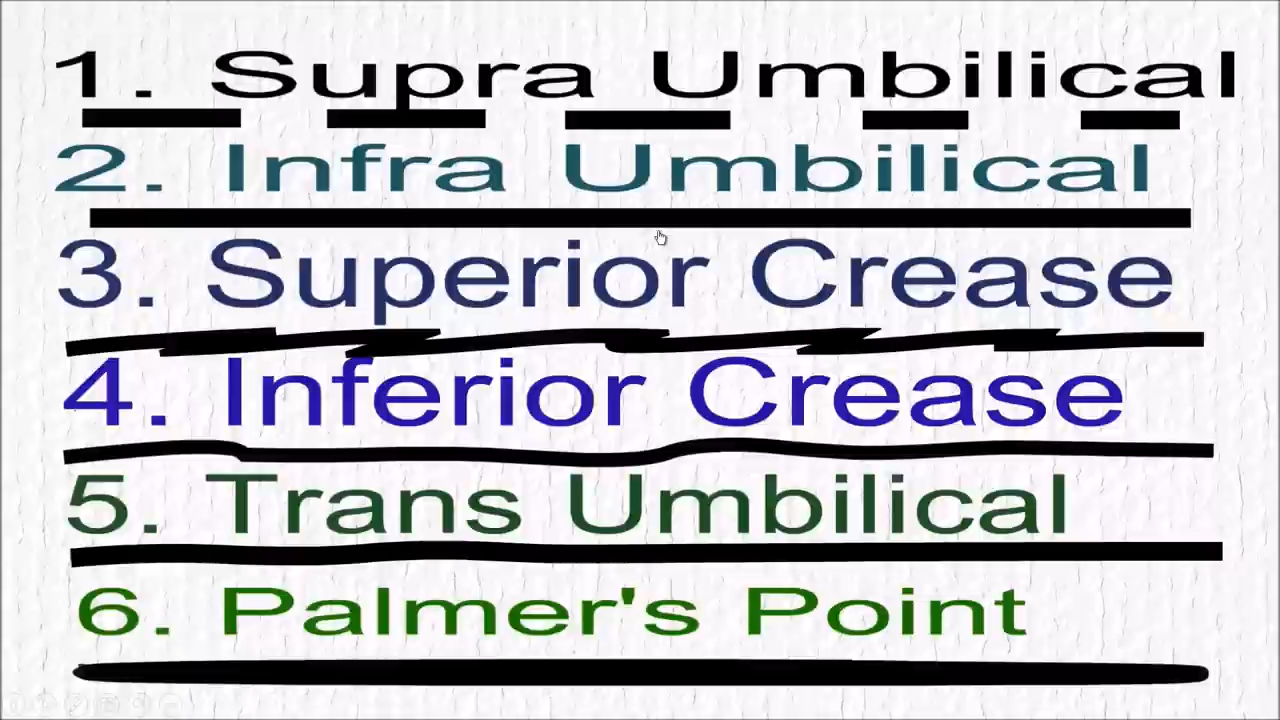 1. Supra Umbilical
2. Infra Umbilical
3. Superior Crease
4. Inferior Crease
5. Trans Umbilical
6. Palmer's Point